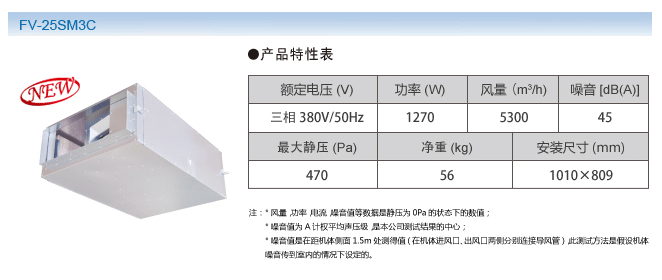 FV-25SM3C
NEW
●产品特性表
额定电压 (V) 功率 (W) 风量 (m³/h) 噪音 [dB(A)]
三相 380V/50Hz 1270 5300 45
最大静压 (Pa) 净重 (kg) 安装尺寸 (mm)
470 56 1010×809
注：* 风量 ,功率 ,电流 ,噪音值等数据是静压为 0Pa 的状态下的数值；
* 噪音值是为 A 计权平均声压级 ,是本公司测试结果的中心；
* 噪音值是在距机体侧面 1.5m 处测得值 ( 在机体进风口、出风口两侧分别连接导风管 ) ,此测试方法是假设机体
噪音传到室内的情况下设定的。